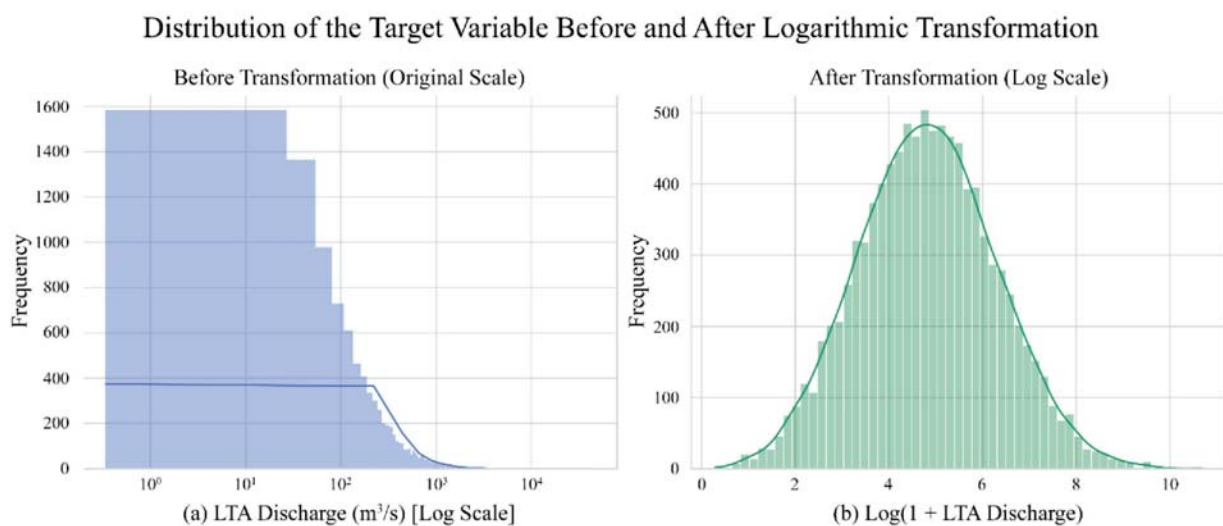 Distribution of the Target Variable Before and After Logarithmic Transformation
Before Transformation (Original Scale)
Frequency
1600
1400
1200
1000
800
600
400
200
0
10⁰ 10¹ 10² 10³ 10⁴
(a) LTA Discharge (m³/s) [Log Scale]
After Transformation (Log Scale)
Frequency
500
400
300
200
100
0
0 2 4 6 8 10
(b) Log(1 + LTA Discharge)